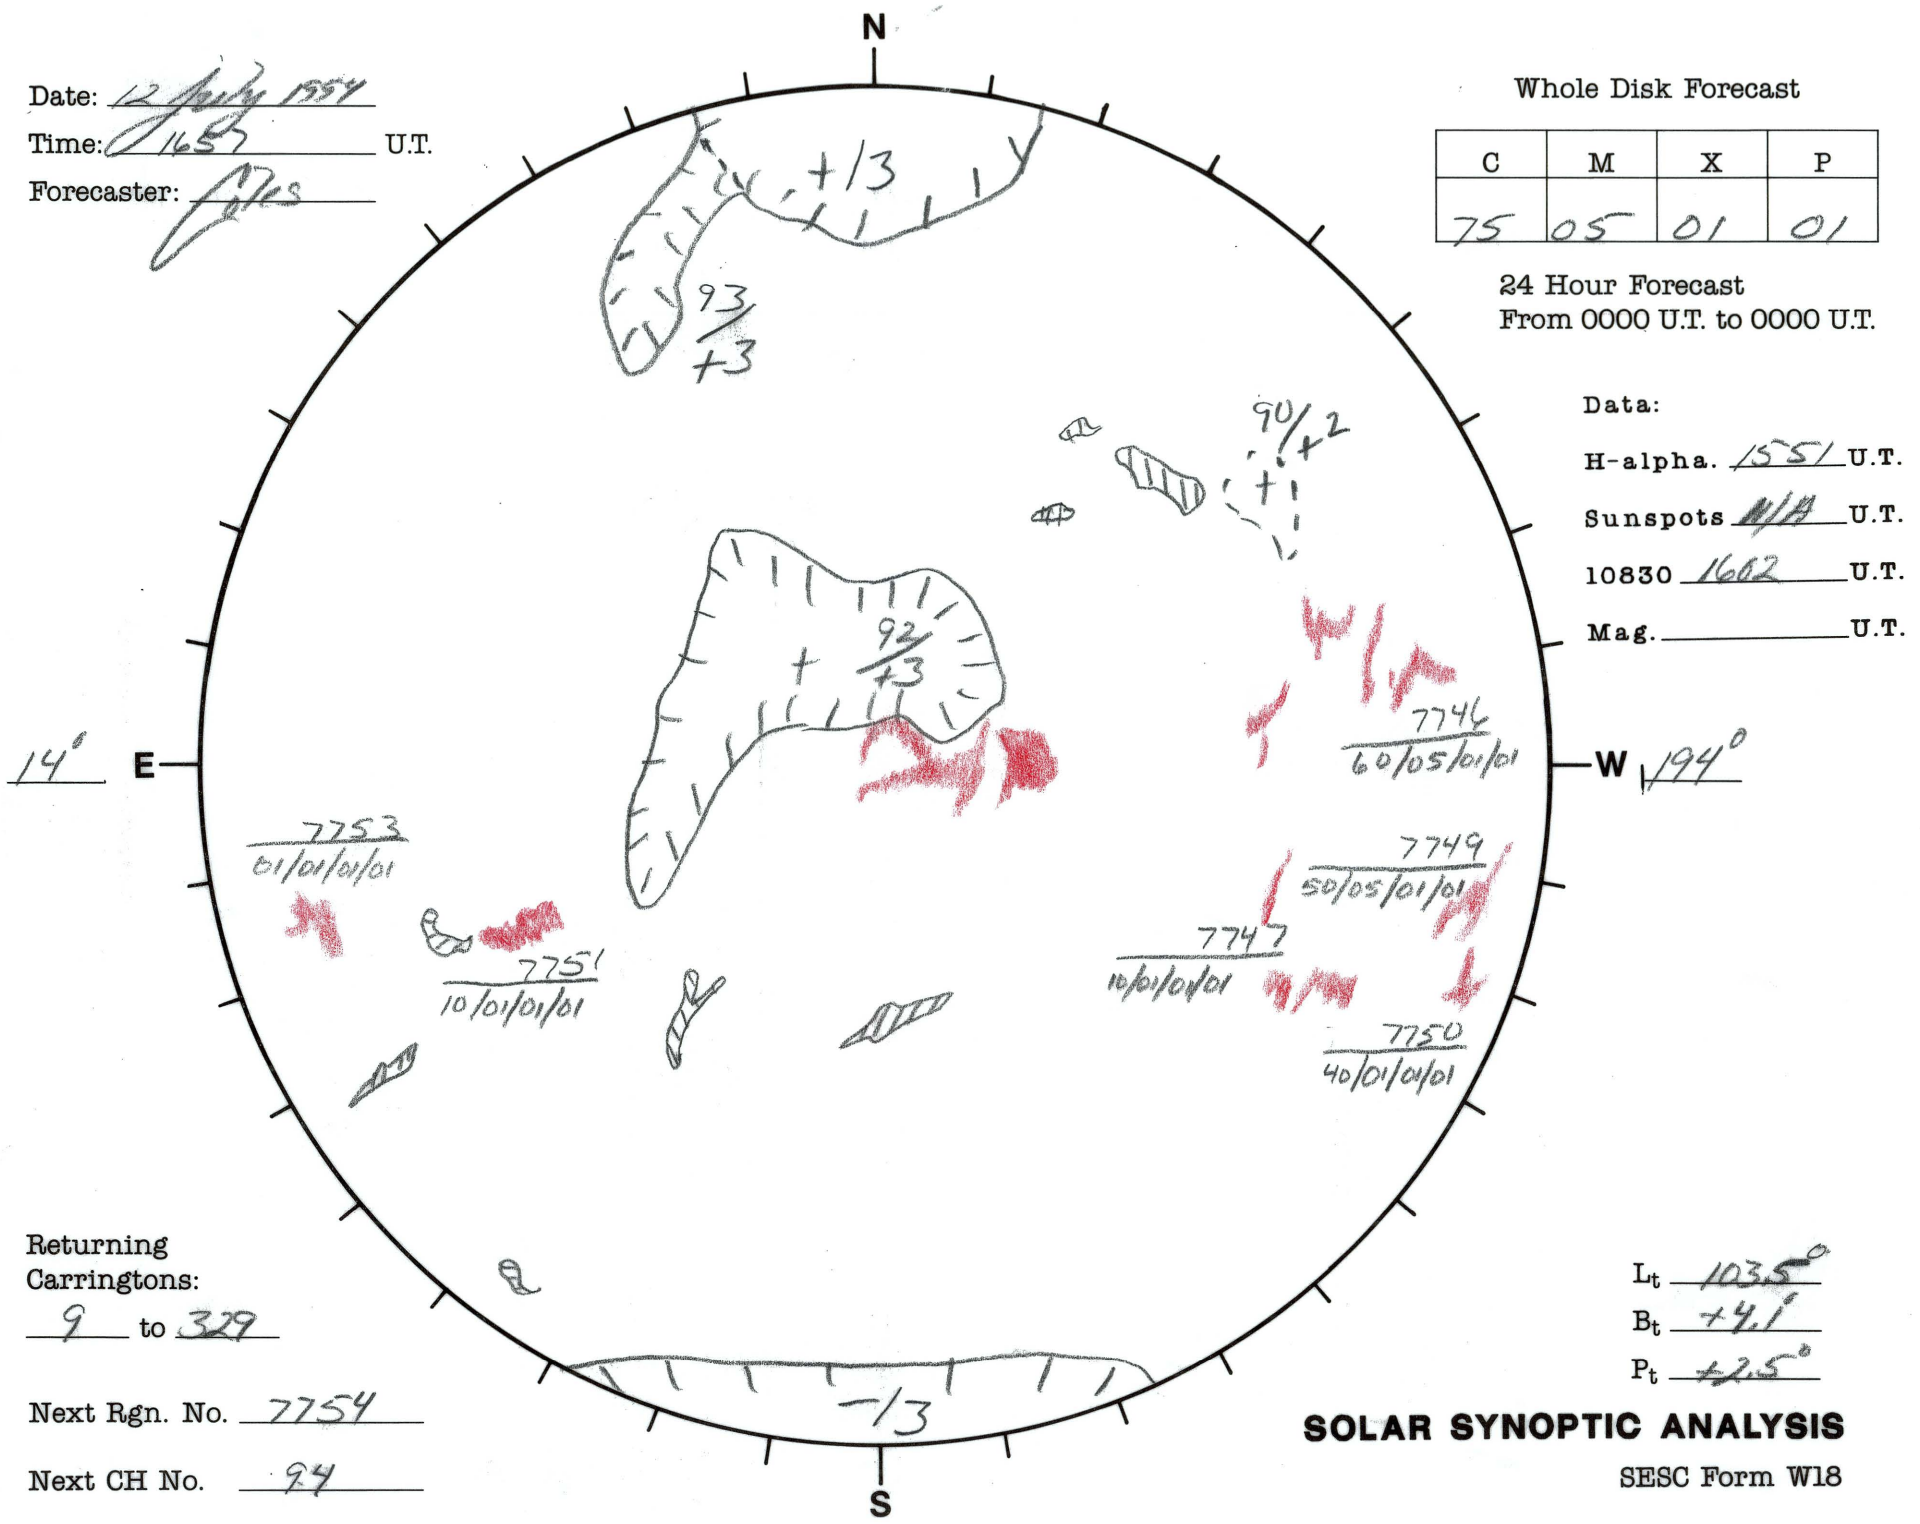 N
Date: 12 July 1994
Time: 1657 U.T.
Forecaster:
Whole Disk Forecast
C M X P
75 05 01 01
24 Hour Forecast
From 0000 U.T. to 0000 U.T.
Data:
H-alpha. 1551 U.T.
Sunspots N/A U.T.
10830 1602 U.T.
Mag. U.T.
+/3
93/+3
90/+2
+
92/+3
+
7746
60/05/01/01
14° E
W 194°
7753
01/01/01/01
7749
50/05/01/01
7747
10/01/01/01
7751
10/01/01/01
7750
40/01/01/01
Returning
Carringtons:
9 to 329
Next Rgn. No. 7754
Next CH No. 94
-/3
S
Lt 103.5°
Bt +4.1°
Pt +2.5°
SOLAR SYNOPTIC ANALYSIS
SESC Form W18